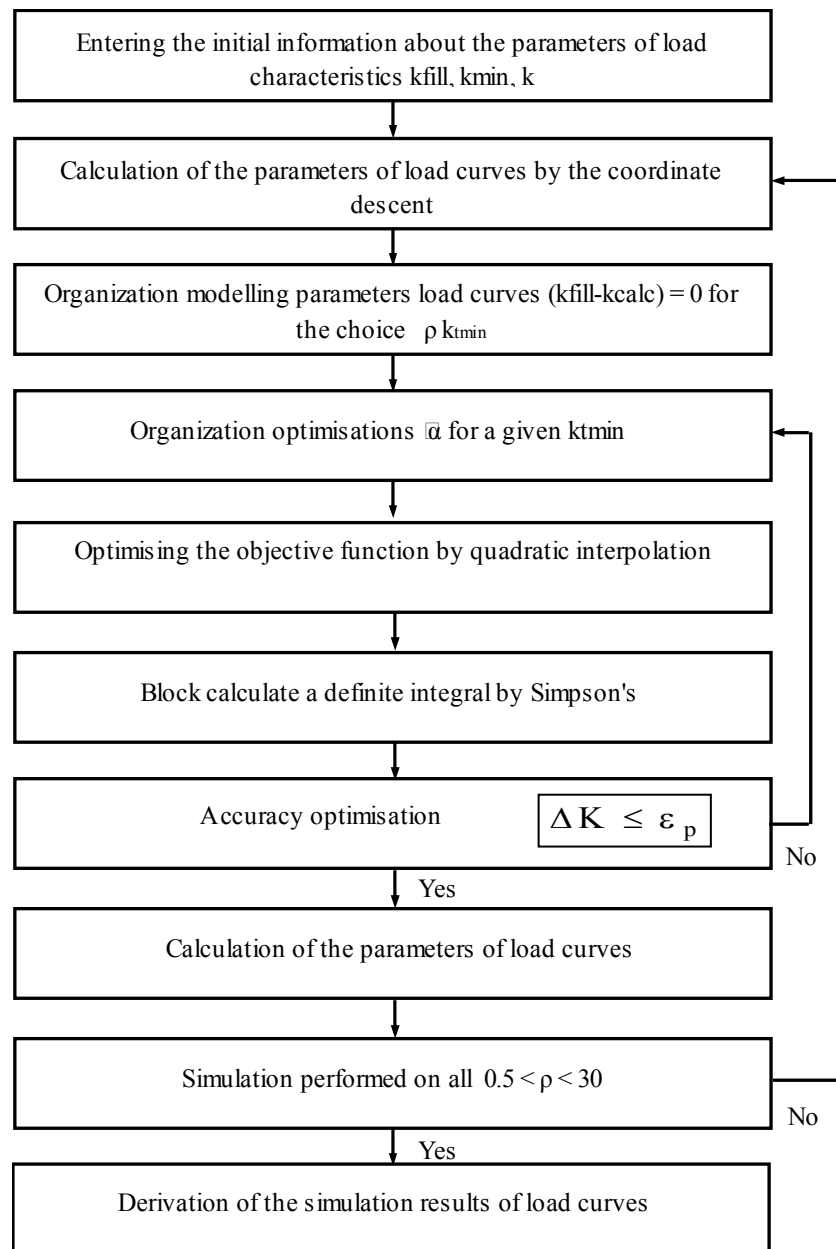 Entering the initial information about the parameters of load
characteristics kfill, kmin, k
Calculation of the parameters of load curves by the coordinate
descent
Organization modelling parameters load curves (kfill-kcalc) = 0 for
the choice ρ ktmin
Organization optimisations α for a given ktmin
Optimising the objective function by quadratic interpolation
Block calculate a definite integral by Simpson's
Accuracy optimisation ΔK ≤ εp
No
Yes
Calculation of the parameters of load curves
Simulation performed on all 0.5 < ρ < 30
No
Yes
Derivation of the simulation results of load curves